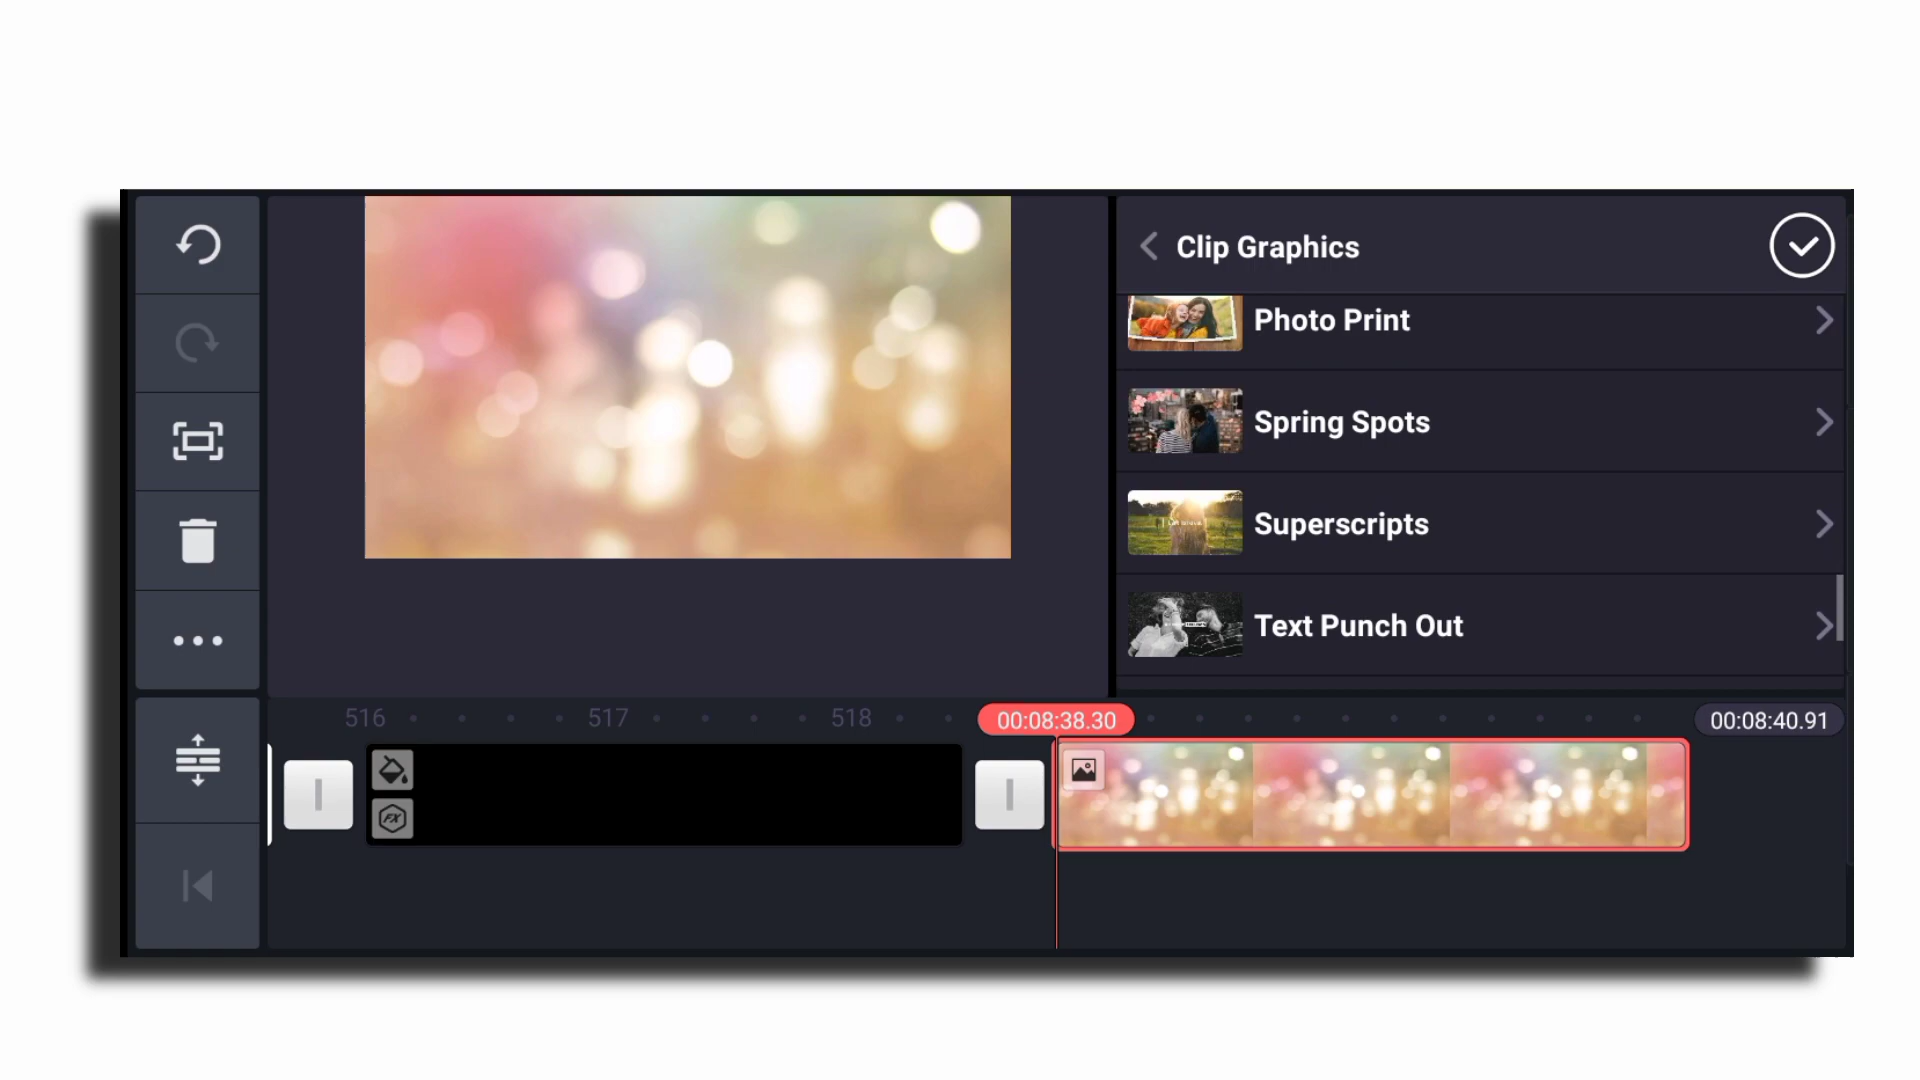 Clip Graphics
Photo Print
Spring Spots
Superscripts
Text Punch Out
516
517
518
00:08:38.30
00:08:40.91
FX